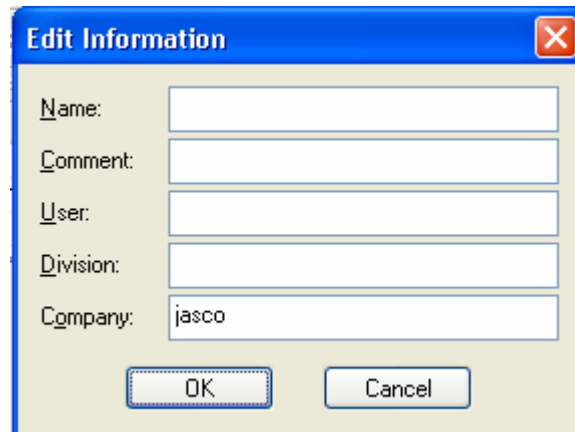 Edit Information
Name:
Comment:
User:
Division:
Company: jasco
OK Cancel